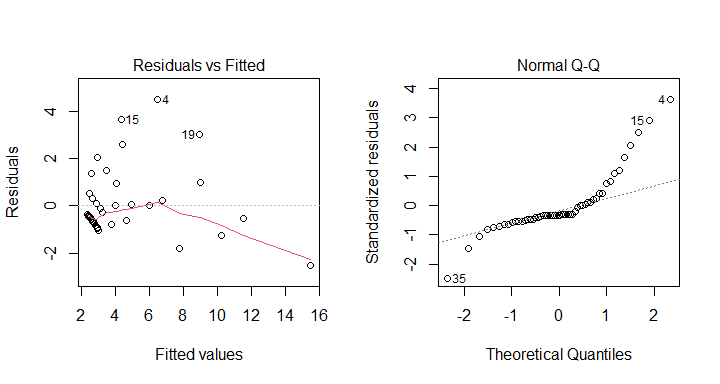 Residuals vs Fitted
Residuals
4
2
0
-2
15
4
19
2 4 6 8 10 12 14 16
Fitted values
Normal Q-Q
Standardized residuals
4
3
2
1
0
-1
-2
4
15
35
-2 -1 0 1 2
Theoretical Quantiles